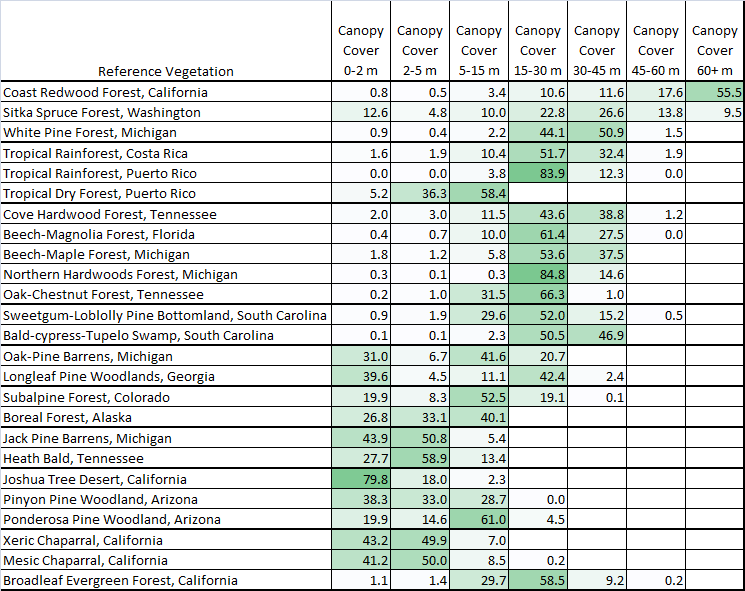 Canopy Canopy Canopy Canopy Canopy Canopy Canopy
Cover Cover Cover Cover Cover Cover Cover
Reference Vegetation 0-2 m 2-5 m 5-15 m 15-30 m 30-45 m 45-60 m 60+ m
Coast Redwood Forest, California 0.8 0.5 3.4 10.6 11.6 17.6 55.5
Sitka Spruce Forest, Washington 12.6 4.8 10.0 22.8 26.6 13.8 9.5
White Pine Forest, Michigan 0.9 0.4 2.2 44.1 50.9 1.5
Tropical Rainforest, Costa Rica 1.6 1.9 10.4 51.7 32.4 1.9
Tropical Rainforest, Puerto Rico 0.0 0.0 3.8 83.9 12.3 0.0
Tropical Dry Forest, Puerto Rico 5.2 36.3 58.4
Cove Hardwood Forest, Tennessee 2.0 3.0 11.5 43.6 38.8 1.2
Beech-Magnolia Forest, Florida 0.4 0.7 10.0 61.4 27.5 0.0
Beech-Maple Forest, Michigan 1.8 1.2 5.8 53.6 37.5
Northern Hardwoods Forest, Michigan 0.3 0.1 0.3 84.8 14.6
Oak-Chestnut Forest, Tennessee 0.2 1.0 31.5 66.3 1.0
Sweetgum-Loblolly Pine Bottomland, South Carolina 0.9 1.9 29.6 52.0 15.2 0.5
Bald-cypress-Tupelo Swamp, South Carolina 0.1 0.1 2.3 50.5 46.9
Oak-Pine Barrens, Michigan 31.0 6.7 41.6 20.7
Longleaf Pine Woodlands, Georgia 39.6 4.5 11.1 42.4 2.4
Subalpine Forest, Colorado 19.9 8.3 52.5 19.1 0.1
Boreal Forest, Alaska 26.8 33.1 40.1
Jack Pine Barrens, Michigan 43.9 50.8 5.4
Heath Bald, Tennessee 27.7 58.9 13.4
Joshua Tree Desert, California 79.8 18.0 2.3
Pinyon Pine Woodland, Arizona 38.3 33.0 28.7 0.0
Ponderosa Pine Woodland, Arizona 19.9 14.6 61.0 4.5
Xeric Chaparral, California 43.2 49.9 7.0
Mesic Chaparral, California 41.2 50.0 8.5 0.2
Broadleaf Evergreen Forest, California 1.1 1.4 29.7 58.5 9.2 0.2